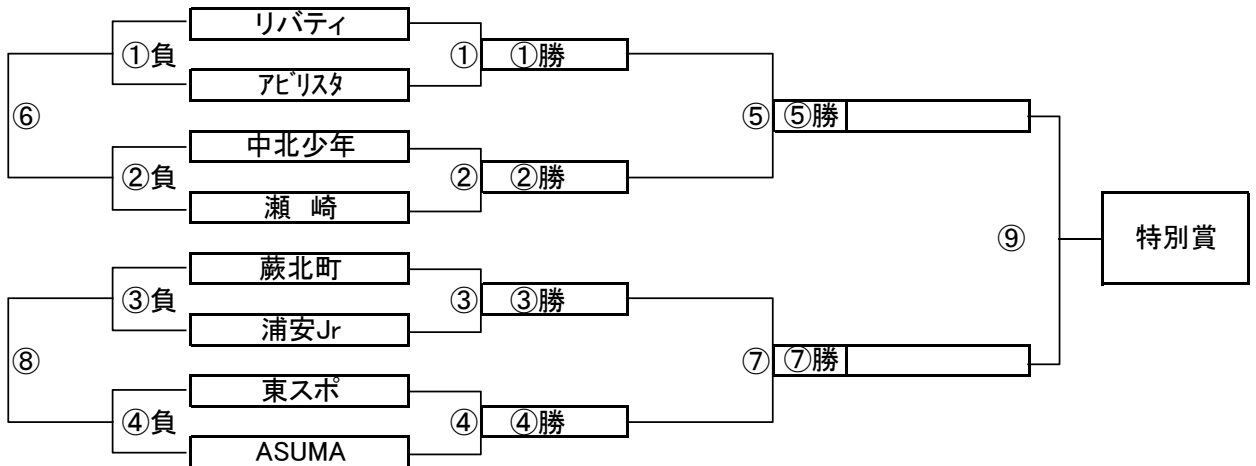 リバティ
①負 ① ①勝
アビリスタ
⑥ ⑤ ⑤勝
中北少年
②負 ② ②勝
瀬 崎
⑨ 特別賞
蕨北町
③負 ③ ③勝
浦安Jr
⑧ ⑦ ⑦勝
東スポ
④負 ④ ④勝
ASUMA